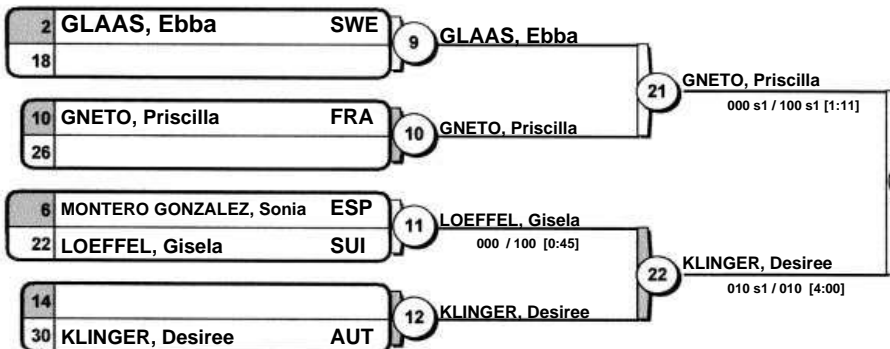 2 GLAAS, Ebba SWE
18
9
GLAAS, Ebba
10 GNETO, Priscilla FRA
26
10
GNETO, Priscilla
21
GNETO, Priscilla
000 s1 / 100 s1 [1:11]
6 MONTERO GONZALEZ, Sonia ESP
22 LOEFFEL, Gisela SUI
11
LOEFFEL, Gisela
000 / 100 [0:45]
14
30 KLINGER, Desiree AUT
12
KLINGER, Desiree
22
KLINGER, Desiree
010 s1 / 010 [4:00]